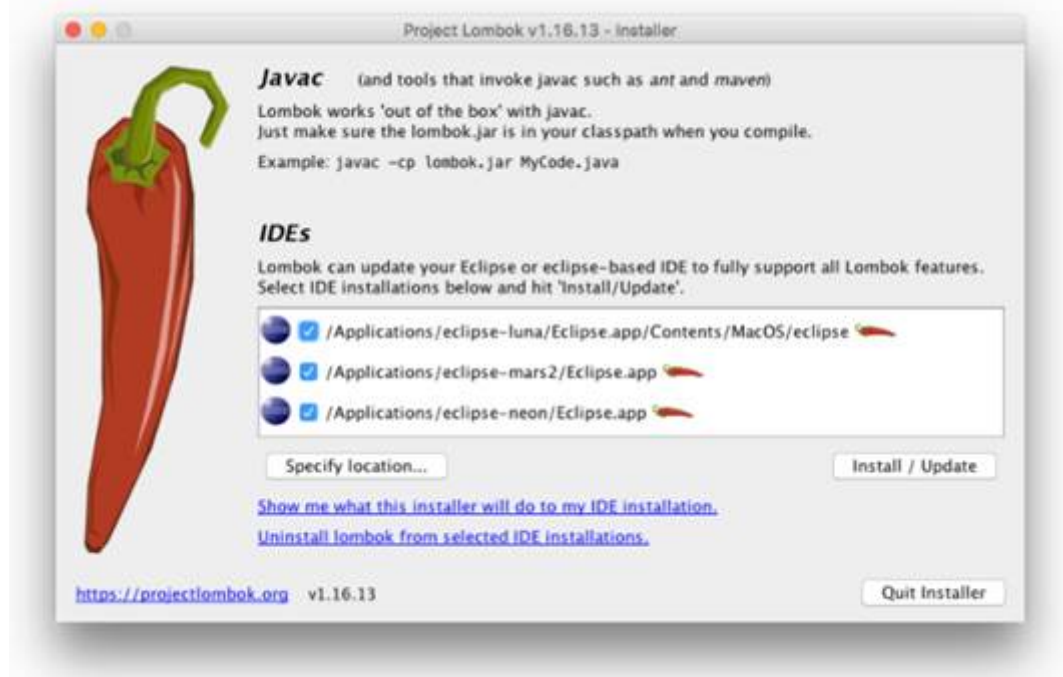 Project Lombok v1.16.13 - Installer
Javac (and tools that invoke javac such as ant and maven)
Lombok works 'out of the box' with javac.
Just make sure the lombok.jar is in your classpath when you compile.
Example: javac -cp lombok.jar MyCode.java
IDEs
Lombok can update your Eclipse or eclipse-based IDE to fully support all Lombok features.
Select IDE installations below and hit 'Install/Update'.
/Applications/eclipse-luna/Eclipse.app/Contents/MacOS/eclipse
/Applications/eclipse-mars2/Eclipse.app
/Applications/eclipse-neon/Eclipse.app
Specify location... Install / Update
Show me what this installer will do to my IDE installation.
Uninstall lombok from selected IDE installations.
https://projectlombok.org v1.16.13 Quit Installer